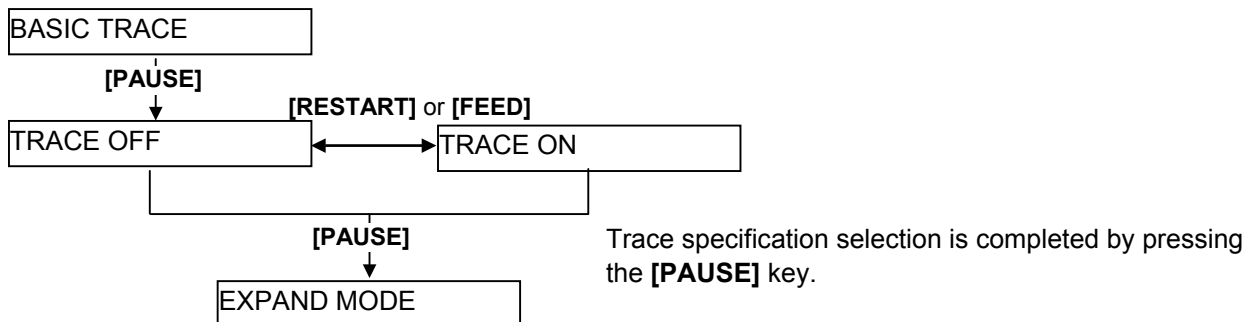 BASIC TRACE
[PAUSE]
[RESTART] or [FEED]
TRACE OFF
TRACE ON
[PAUSE]
Trace specification selection is completed by pressing
the [PAUSE] key.
EXPAND MODE